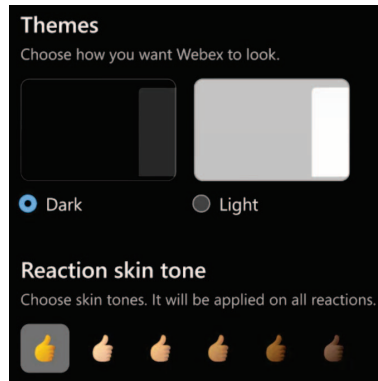 Themes
Choose how you want Webex to look.
Dark
Light
Reaction skin tone
Choose skin tones. It will be applied on all reactions.